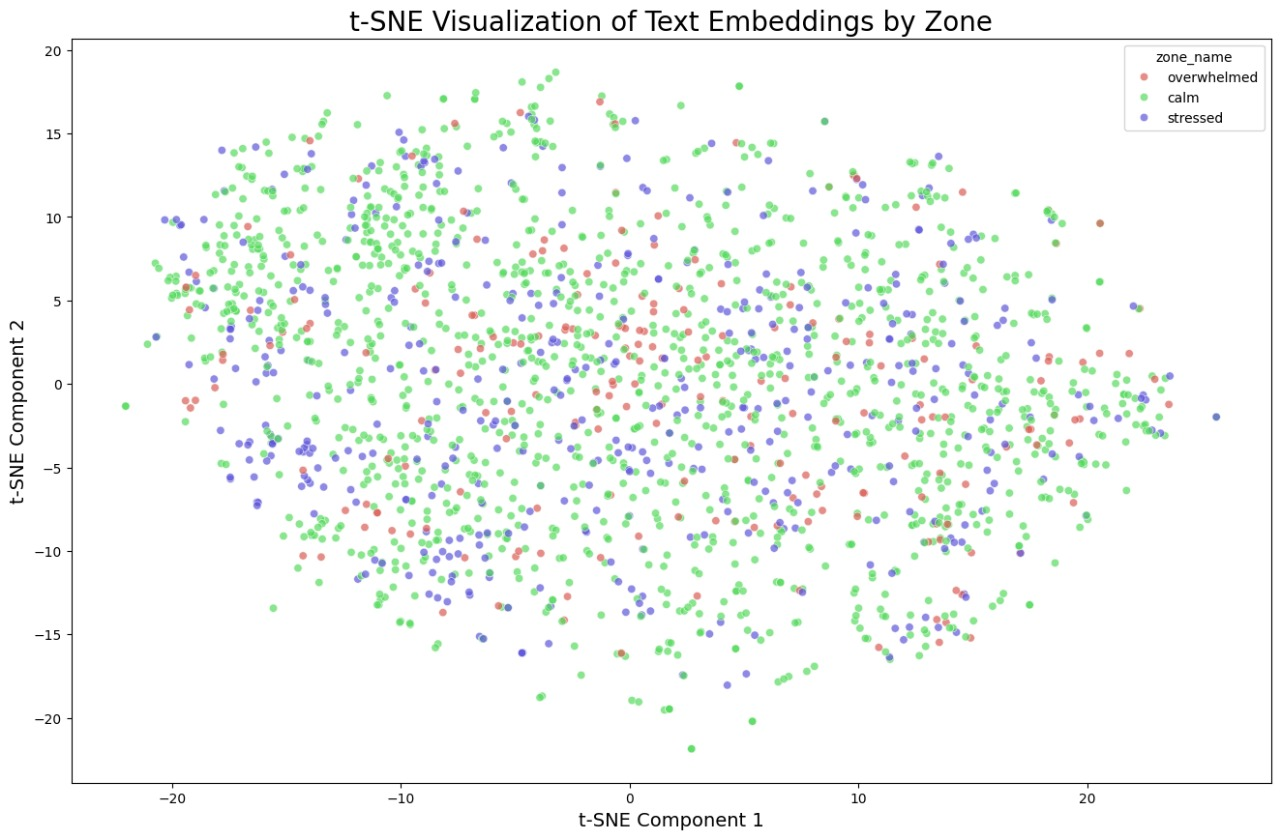 t-SNE Visualization of Text Embeddings by Zone
zone_name
overwhelmed
calm
stressed
20
15
10
5
0
−5
−10
−15
−20
t-SNE Component 2
−20
−10
0
10
20
t-SNE Component 1